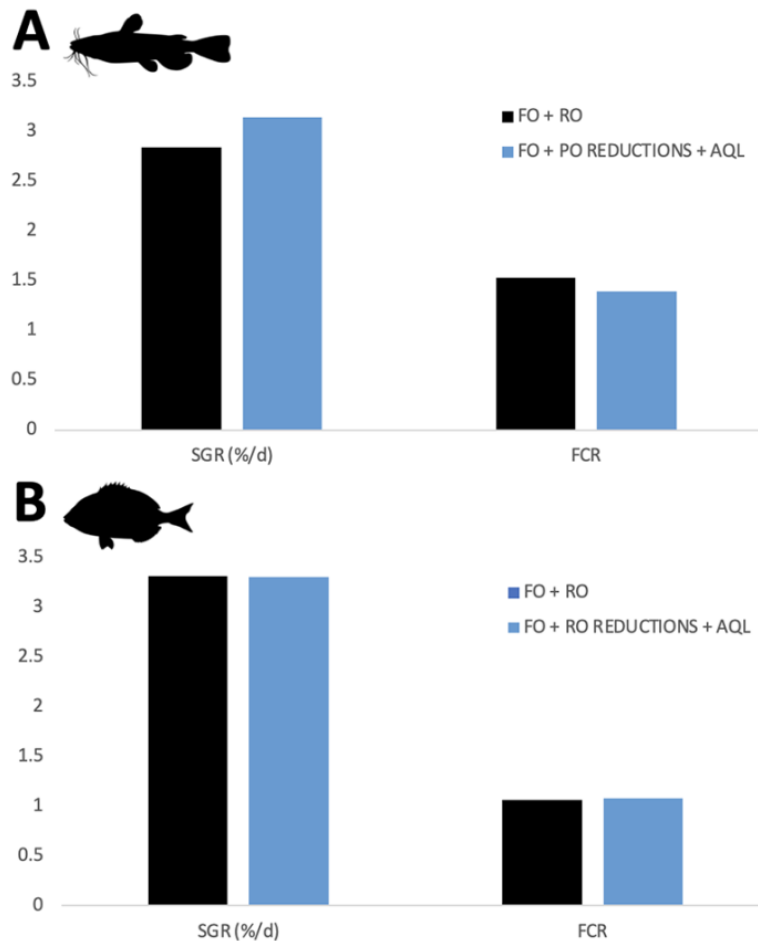 A
3.5
3
2.5
2
1.5
1
0.5
0
FO + RO
FO + PO REDUCTIONS + AQL
SGR (%/d) FCR
B
3.5
3
2.5
2
1.5
1
0.5
0
FO + RO
FO + RO REDUCTIONS + AQL
SGR (%/d) FCR